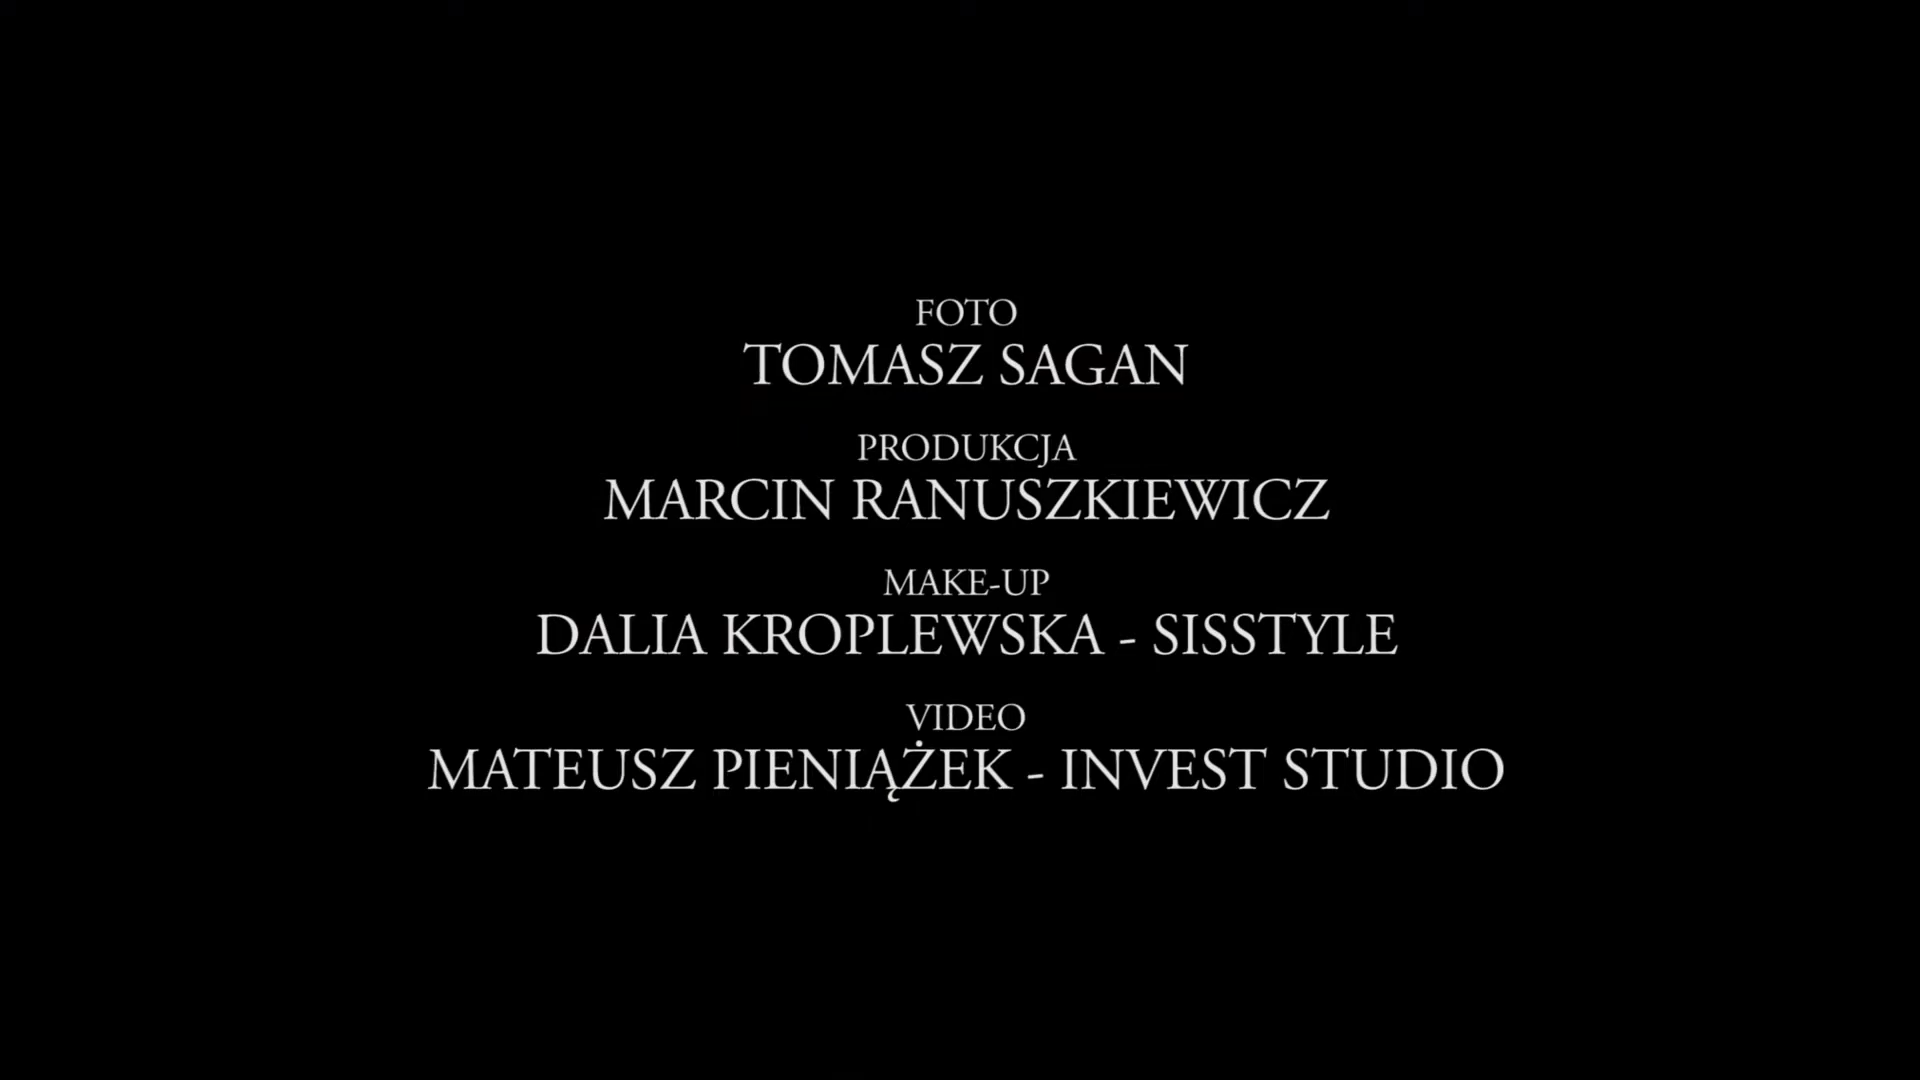 FOTO
TOMASZ SAGAN
PRODUKCJA
MARCIN RANUSZKIEWICZ
MAKE-UP
DALIA KROPLEWSKA - SISSTYLE
VIDEO
MATEUSZ PIENIĄŻEK - INVEST STUDIO